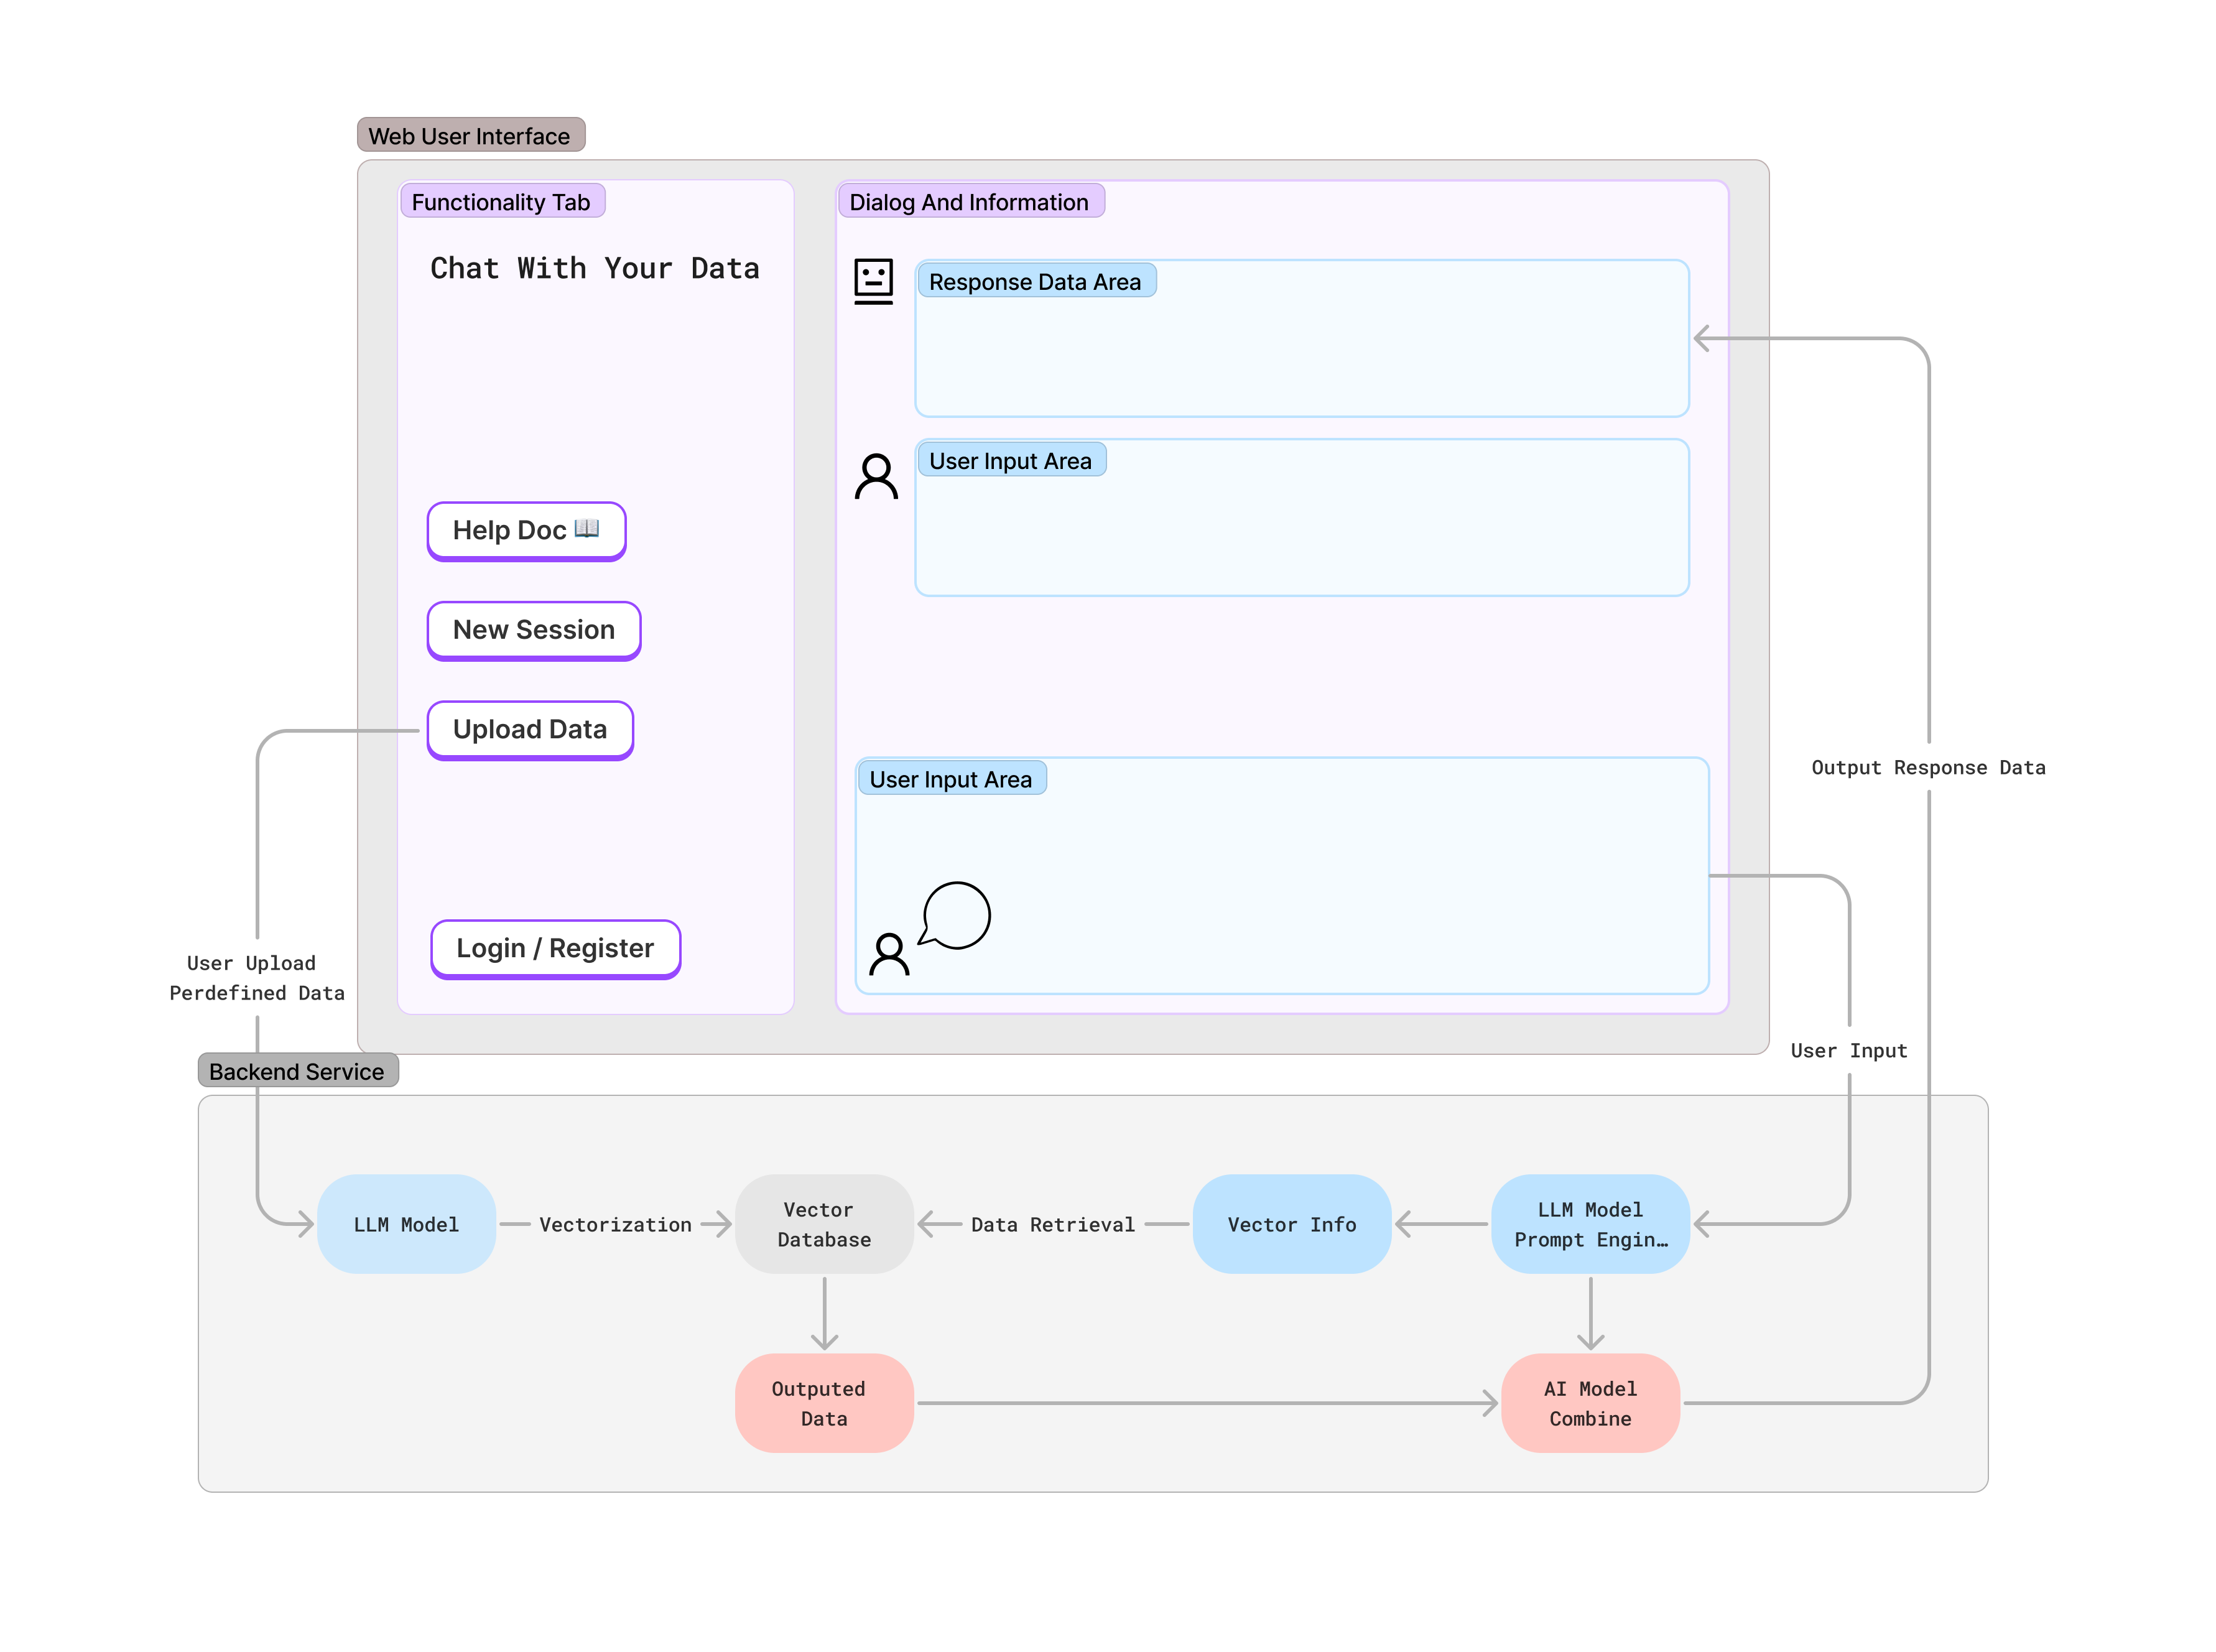 Web User Interface
Functionality Tab
Chat With Your Data
Help Doc
New Session
Upload Data
Login / Register
Dialog And Information
Response Data Area
User Input Area
User Input Area
Output Response Data
User Input
User Upload
Perdefined Data
Backend Service
LLM Model
Vectorization
Vector
Database
Data Retrieval
Vector Info
LLM Model
Prompt Engin…
Outputed
Data
AI Model
Combine